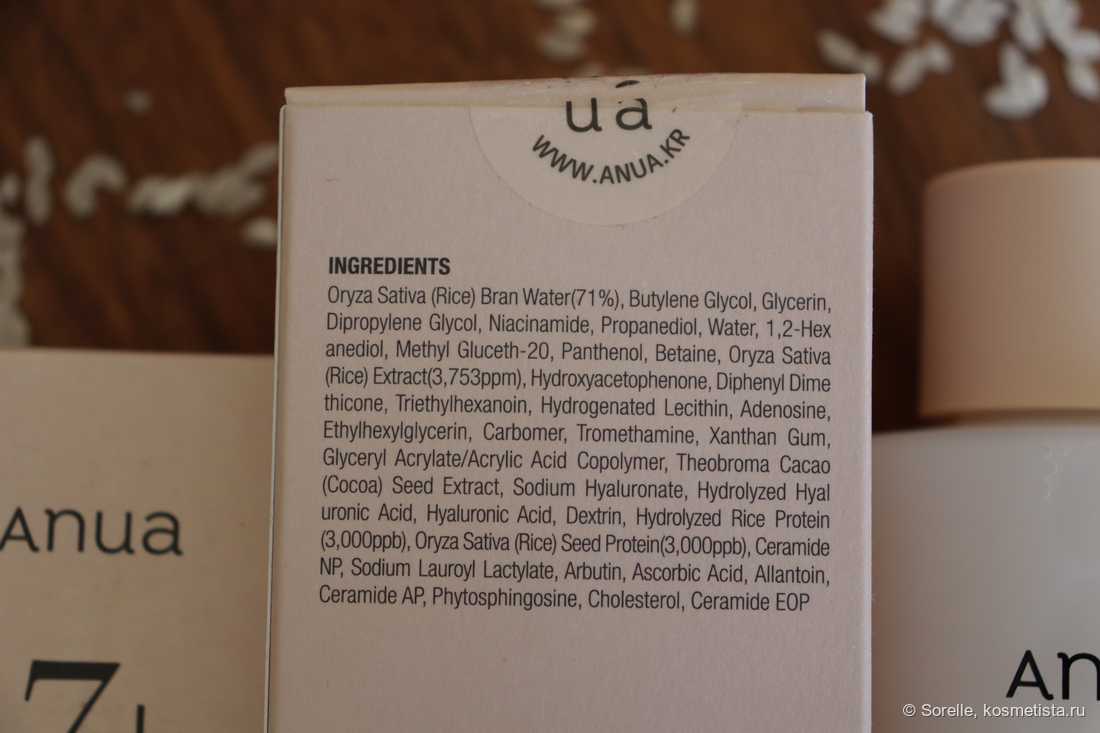 uá
WWW.ANUA.KR
INGREDIENTS
Oryza Sativa (Rice) Bran Water(71%), Butylene Glycol, Glycerin,
Dipropylene Glycol, Niacinamide, Propanediol, Water, 1,2-Hex
anediol, Methyl Gluceth-20, Panthenol, Betaine, Oryza Sativa
(Rice) Extract(3,753ppm), Hydroxyacetophenone, Diphenyl Dime
thicone, Triethylhexanoin, Hydrogenated Lecithin, Adenosine,
Ethylhexylglycerin, Carbomer, Tromethamine, Xanthan Gum,
Glyceryl Acrylate/Acrylic Acid Copolymer, Theobroma Cacao
(Cocoa) Seed Extract, Sodium Hyaluronate, Hydrolyzed Hyal
uronic Acid, Hyaluronic Acid, Dextrin, Hydrolyzed Rice Protein
(3,000ppb), Oryza Sativa (Rice) Seed Protein(3,000ppb), Ceramide
NP, Sodium Lauroyl Lactylate, Arbutin, Ascorbic Acid, Allantoin,
Ceramide AP, Phytosphingosine, Cholesterol, Ceramide EOP
Anua
7
An
© Sorelle, kosmetista.ru